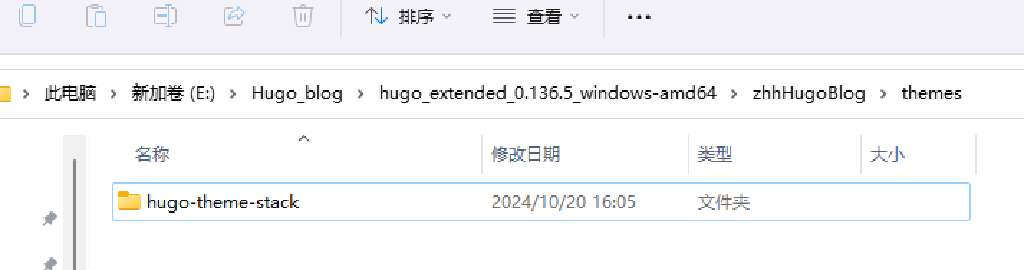 排序 查看 •••
此电脑 > 新加卷 (E:) > Hugo_blog > hugo_extended_0.136.5_windows-amd64 > zhhHugoBlog > themes
名称 修改日期 类型 大小
hugo-theme-stack 2024/10/20 16:05 文件夹